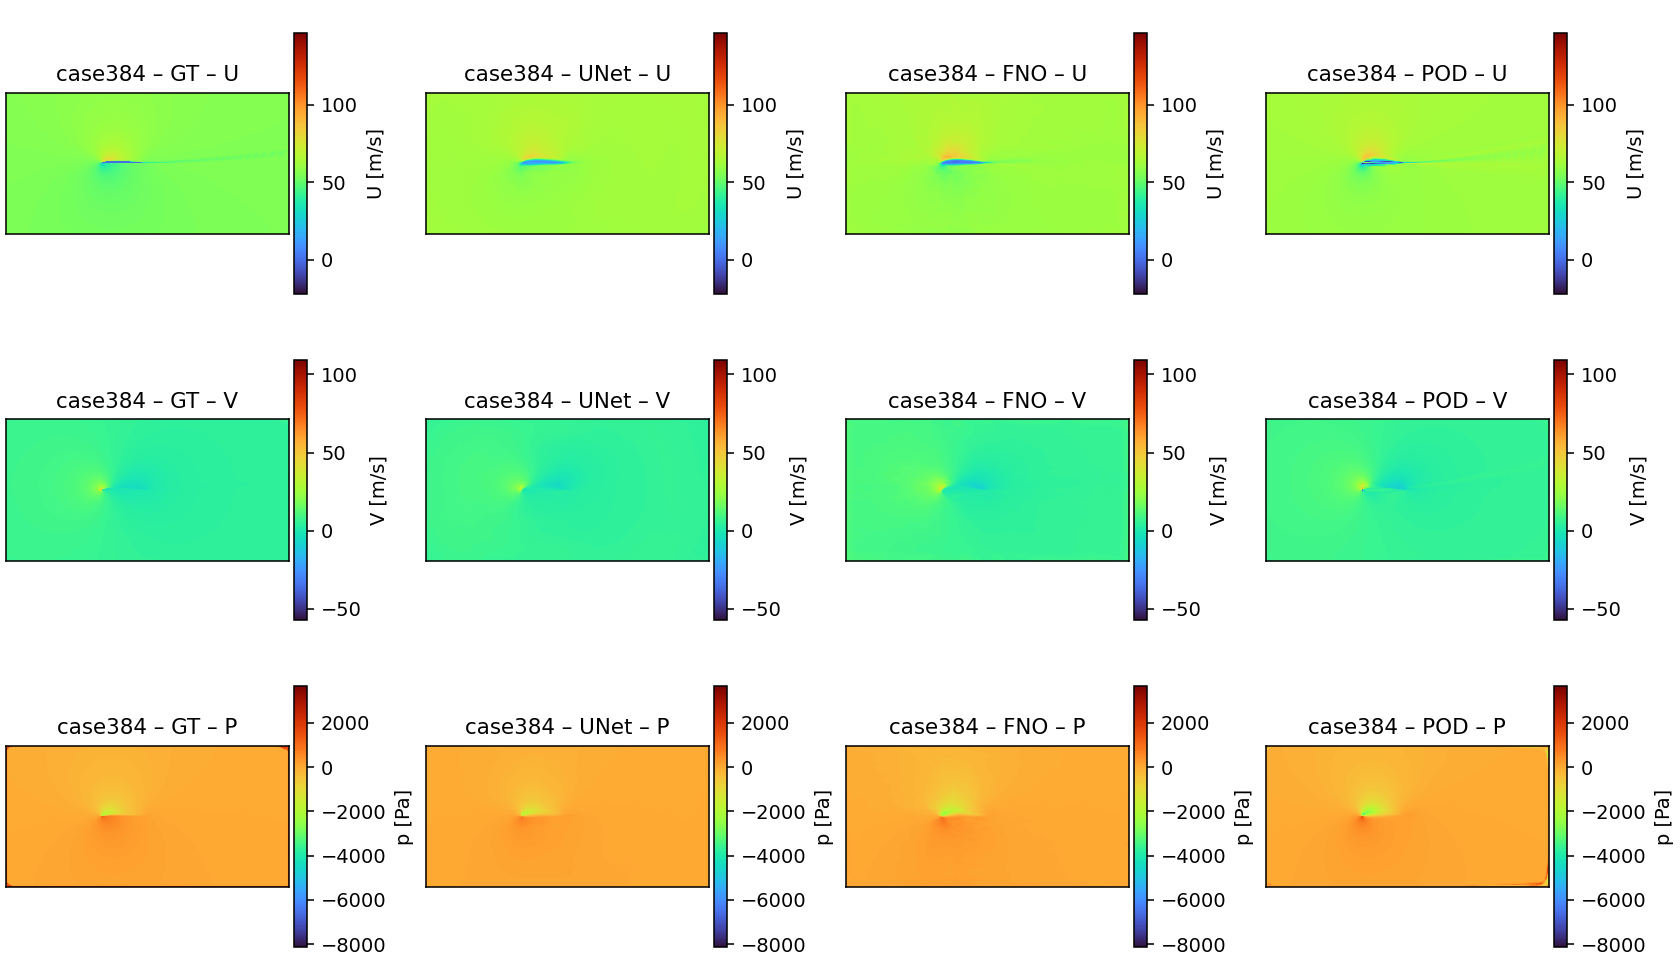 case384 – GT – U
100
50
0
U [m/s]
case384 – UNet – U
100
50
0
U [m/s]
case384 – FNO – U
100
50
0
U [m/s]
case384 – POD – U
100
50
0
U [m/s]
case384 – GT – V
100
50
0
−50
V [m/s]
case384 – UNet – V
100
50
0
−50
V [m/s]
case384 – FNO – V
100
50
0
−50
V [m/s]
case384 – POD – V
100
50
0
−50
V [m/s]
case384 – GT – P
2000
0
−2000
−4000
−6000
−8000
p [Pa]
case384 – UNet – P
2000
0
−2000
−4000
−6000
−8000
p [Pa]
case384 – FNO – P
2000
0
−2000
−4000
−6000
−8000
p [Pa]
case384 – POD – P
2000
0
−2000
−4000
−6000
−8000
p [Pa]